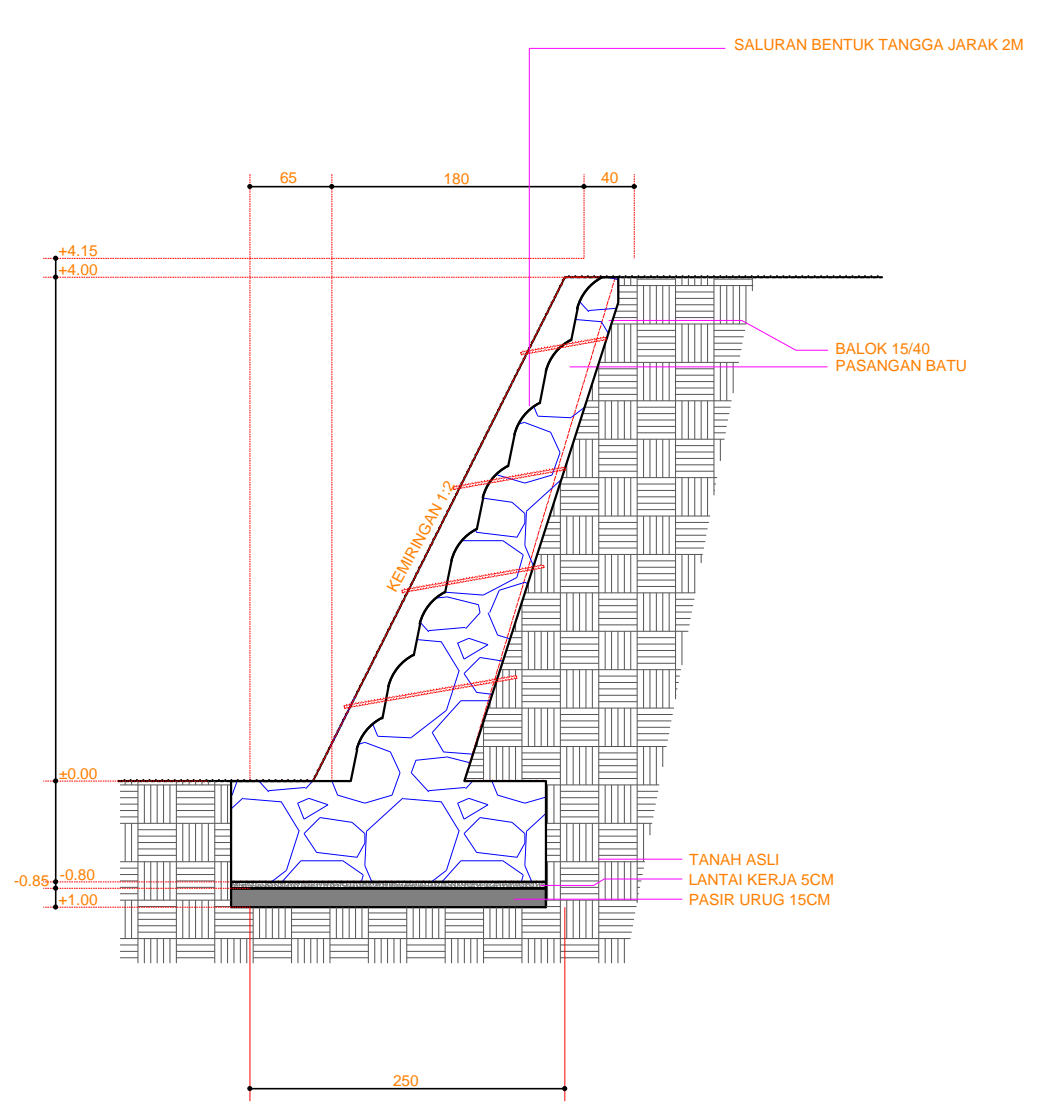 SALURAN BENTUK TANGGA JARAK 2M
65
180
40
+4.15
+4.00
BALOK 15/40
PASANGAN BATU
KEMIRINGAN 1:2
±0.00
-0.80
-0.85
+1.00
TANAH ASLI
LANTAI KERJA 5CM
PASIR URUG 15CM
250